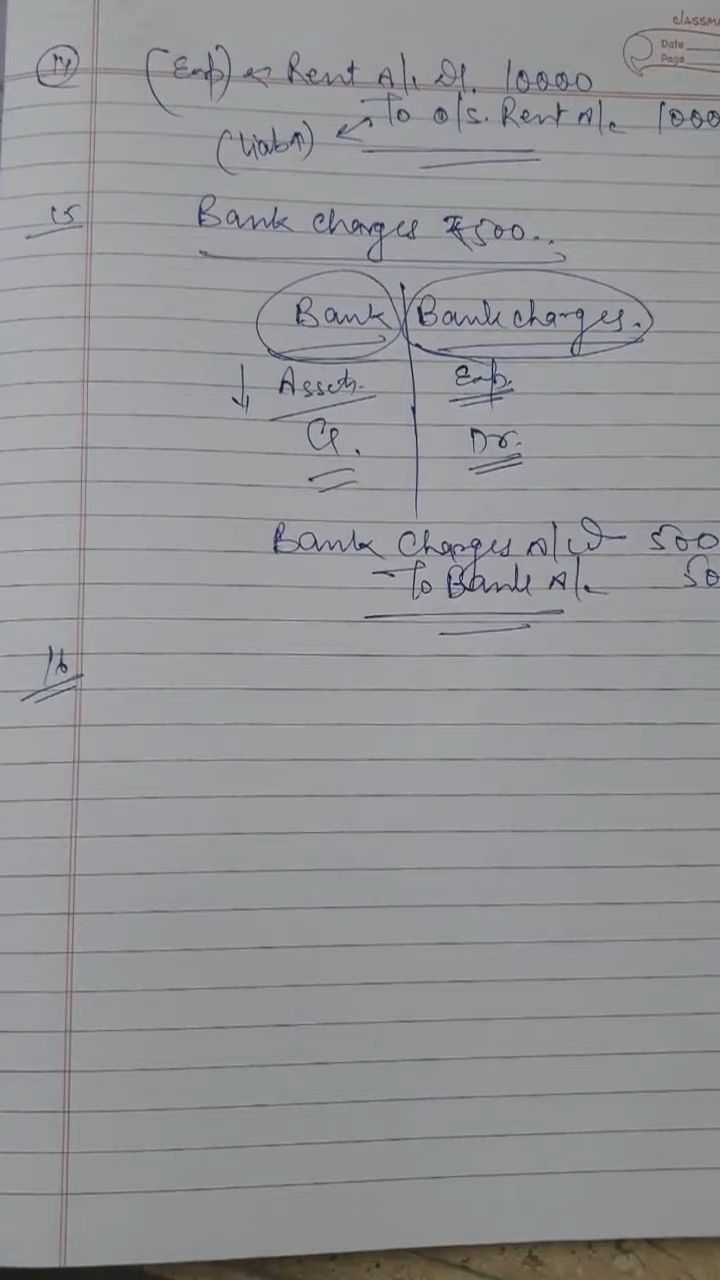 classm
Date
Page
14 (Exp) ← Rent A/c Dr. 10000
To O/s. Rent A/c 1000
(Liab↑)
15 Bank charges ₹500..
Bank | Bank charges.
↓ Assets. Exp.
Cr. Dr.
Bank Charges A/c Dr 500
To Bank A/c 50
16